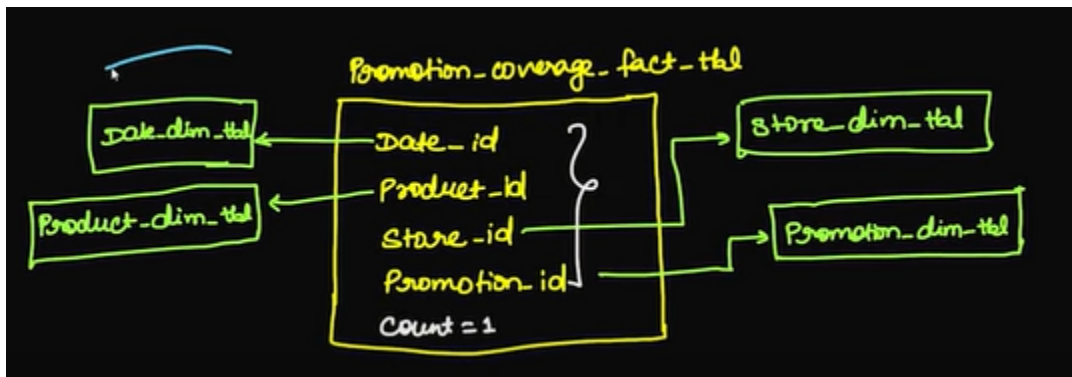 Promotion_coverage_fact_tbl
Date_dim_tbl
Date_id
Store_dim_tbl
Product_dim_tbl
Product_id
Store_id
Promotion_dim_tbl
Promotion_id
Count = 1